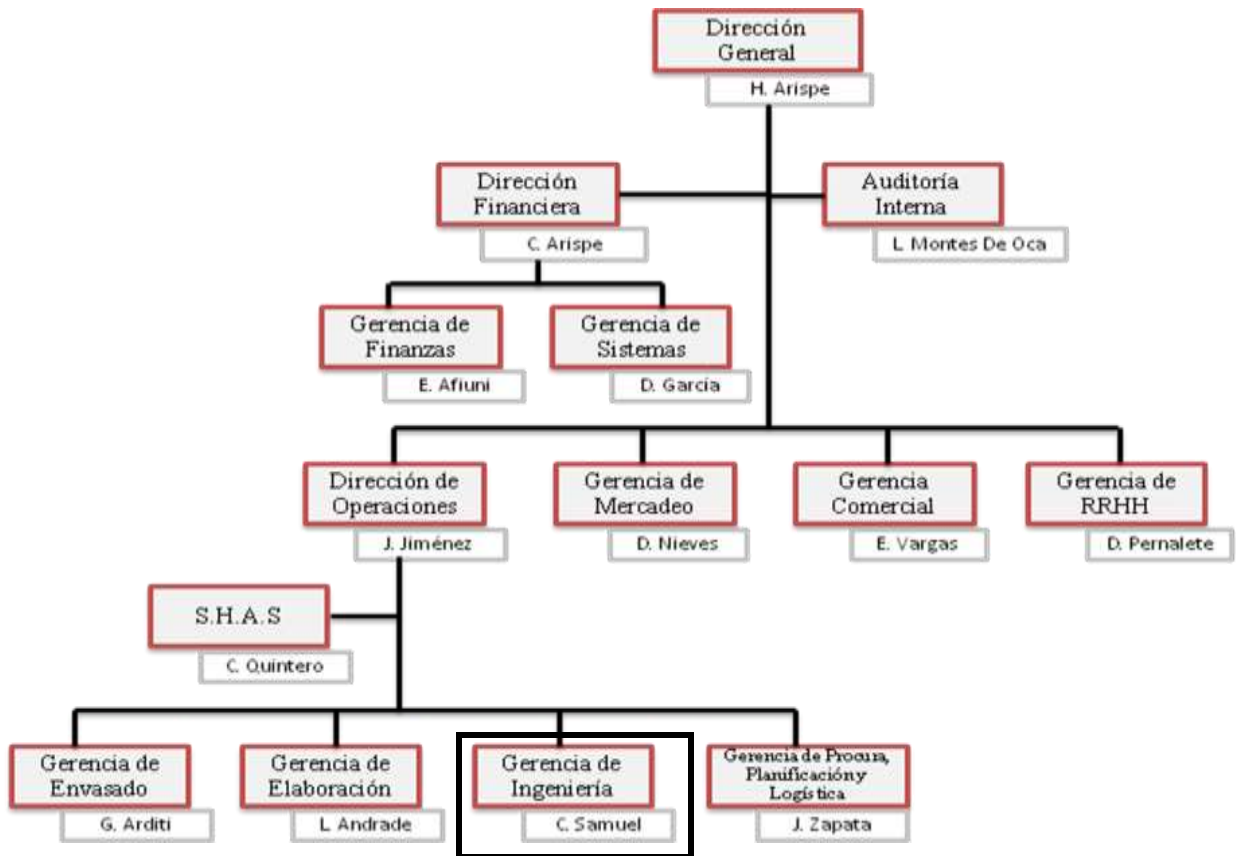 Dirección
General
H. Arispe
Dirección
Financiera
C. Arispe
Auditoría
Interna
L. Montes De Oca
Gerencia de
Finanzas
E. Afiuni
Gerencia de
Sistemas
D. García
Dirección de
Operaciones
J. Jiménez
Gerencia de
Mercadeo
D. Nieves
Gerencia
Comercial
E. Vargas
Gerencia de
RRHH
D. Pernalete
S.H.A.S
C. Quintero
Gerencia de
Envasado
G. Arditi
Gerencia de
Elaboración
L. Andrade
Gerencia de
Ingeniería
C. Samuel
Gerencia de Procura,
Planificación y
Logística
J. Zapata